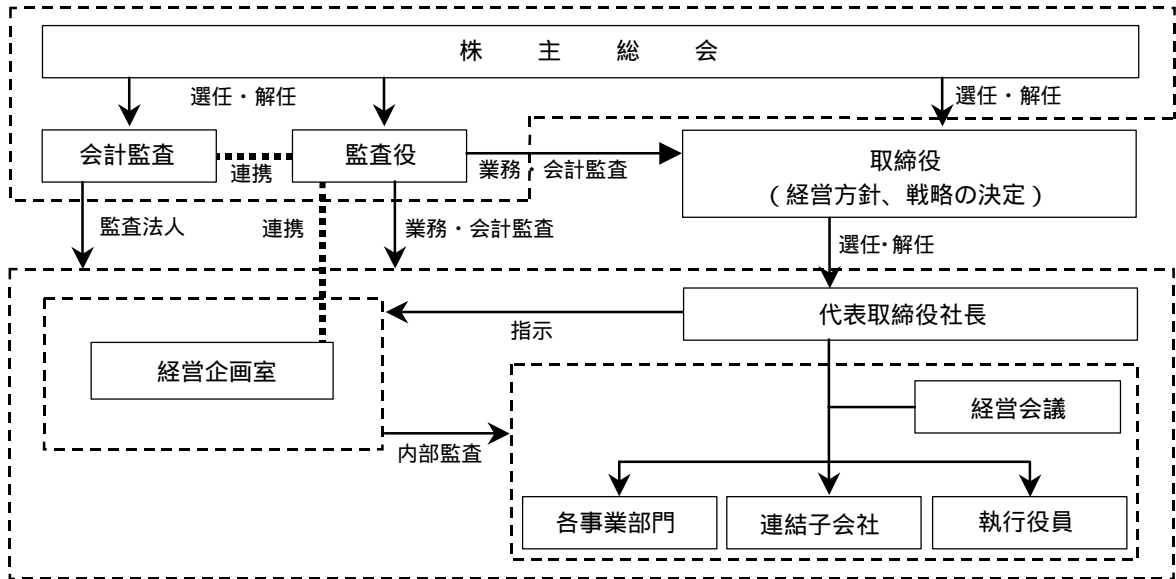 株主総会
選任・解任
選任・解任
会計監査
連携
監査役
業務・会計監査
取締役
(経営方針、戦略の決定)
監査法人
連携
業務・会計監査
選任・解任
代表取締役社長
指示
経営企画室
経営会議
内部監査
各事業部門
連結子会社
執行役員